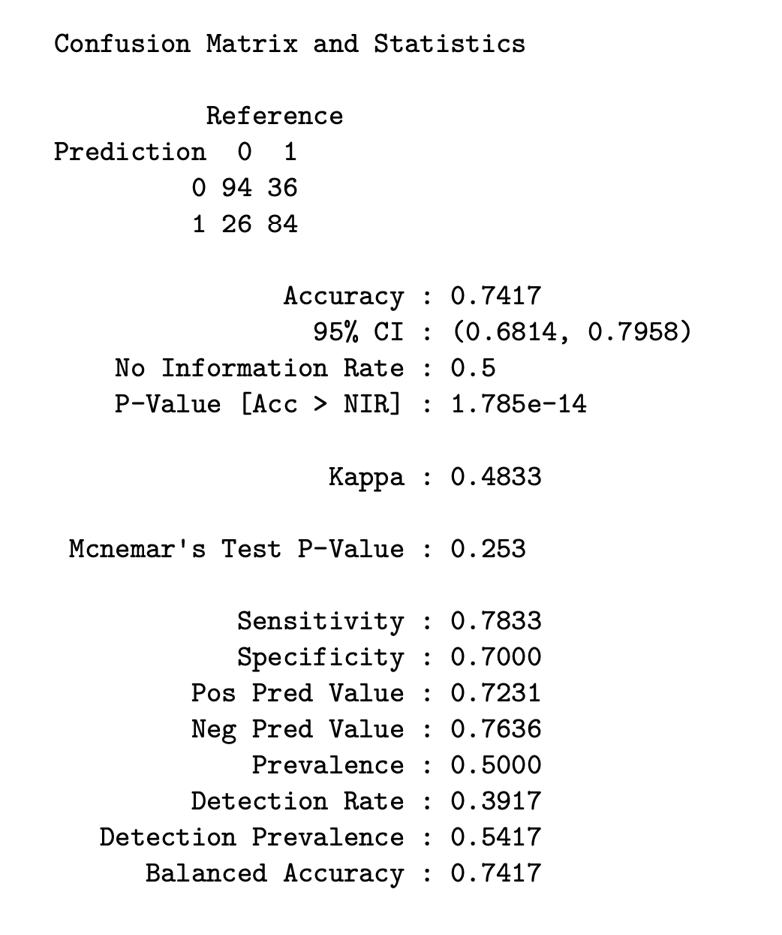 Confusion Matrix and Statistics
Reference
Prediction 0 1
0 94 36
1 26 84
Accuracy : 0.7417
95% CI : (0.6814, 0.7958)
No Information Rate : 0.5
P-Value [Acc > NIR] : 1.785e-14
Kappa : 0.4833
Mcnemar's Test P-Value : 0.253
Sensitivity : 0.7833
Specificity : 0.7000
Pos Pred Value : 0.7231
Neg Pred Value : 0.7636
Prevalence : 0.5000
Detection Rate : 0.3917
Detection Prevalence : 0.5417
Balanced Accuracy : 0.7417